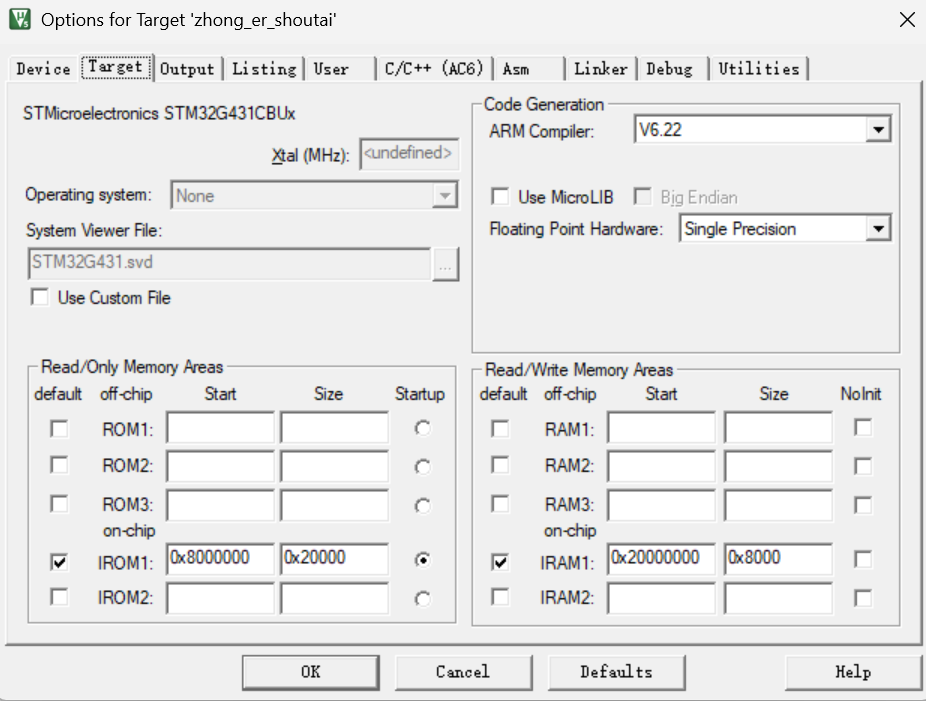 Options for Target 'zhong_er_shoutai'
Device Target Output Listing User C/C++ (AC6) Asm Linker Debug Utilities
STMicroelectronics STM32G431CBUx
Xtal (MHz): <undefined>
Operating system: None
System Viewer File:
STM32G431.svd
...
Use Custom File
Code Generation
ARM Compiler: V6.22
Use MicroLIB Big Endian
Floating Point Hardware: Single Precision
Read/Only Memory Areas
default off-chip Start Size Startup
ROM1:
ROM2:
ROM3:
on-chip
IROM1: 0x8000000 0x20000
IROM2:
Read/Write Memory Areas
default off-chip Start Size NoInit
RAM1:
RAM2:
RAM3:
on-chip
IRAM1: 0x20000000 0x8000
IRAM2:
OK Cancel Defaults Help